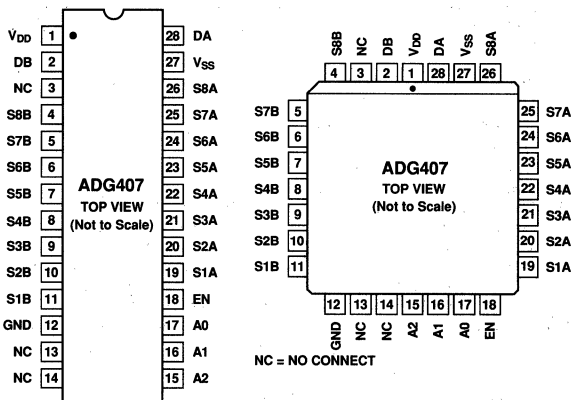 VDD 1 28 DA
DB 2 27 VSS
NC 3 26 S8A
S8B 4 25 S7A
S7B 5 24 S6A
S6B 6 23 S5A
S5B 7 22 S4A
S4B 8 21 S3A
S3B 9 20 S2A
S2B 10 19 S1A
S1B 11 18 EN
GND 12 17 A0
NC 13 16 A1
NC 14 15 A2
ADG407
TOP VIEW
(Not to Scale)
S8B NC DB VDD DA VSS S8A
4 3 2 1 28 27 26
S7B 5 25 S7A
S6B 6 24 S6A
S5B 7 23 S5A
S4B 8 22 S4A
S3B 9 21 S3A
S2B 10 20 S2A
S1B 11 19 S1A
ADG407
TOP VIEW
(Not to Scale)
12 13 14 15 16 17 18
GND NC NC A2 A1 A0 EN
NC = NO CONNECT